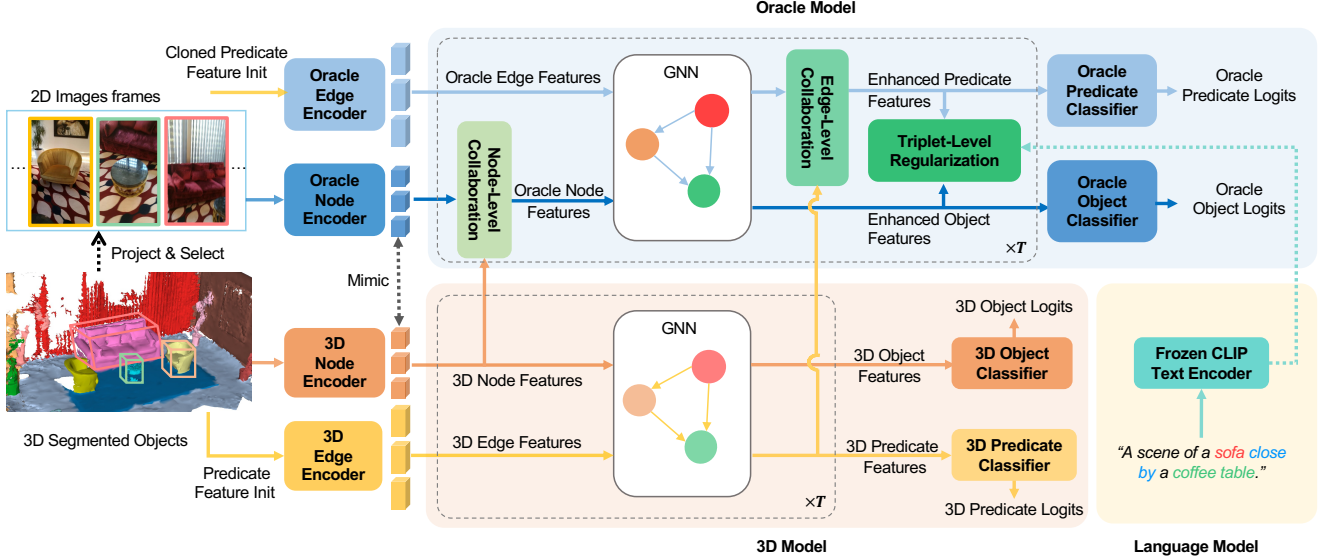 Oracle Model
Cloned Predicate
Feature Init
2D Images frames
...
...
Oracle
Edge
Encoder
Oracle Edge Features
GNN
Edge-Level
Collaboration
Enhanced Predicate
Features
Oracle
Predicate
Classifier
Oracle
Predicate Logits
Triplet-Level
Regularization
Oracle
Node
Encoder
Node-Level
Collaboration
Oracle Node
Features
Enhanced Object
Features
Oracle
Object
Classifier
Oracle
Object Logits
×T
Project & Select
Mimic
3D
Node
Encoder
3D Node Features
GNN
3D Object
Features
3D Object Logits
3D Object
Classifier
Frozen CLIP
Text Encoder
3D Segmented Objects
Predicate
Feature Init
3D
Edge
Encoder
3D Edge Features
3D Predicate
Features
3D Predicate
Classifier
3D Predicate Logits
×T
“A scene of a sofa close
by a coffee table.”
3D Model
Language Model